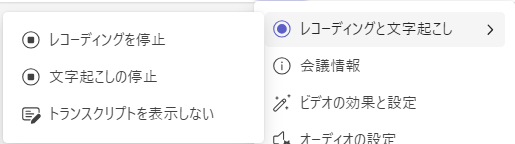 レコーディングを停止
文字起こしの停止
トランスクリプトを表示しない
レコーディングと文字起こし
会議情報
ビデオの効果と設定
オーディオの設定